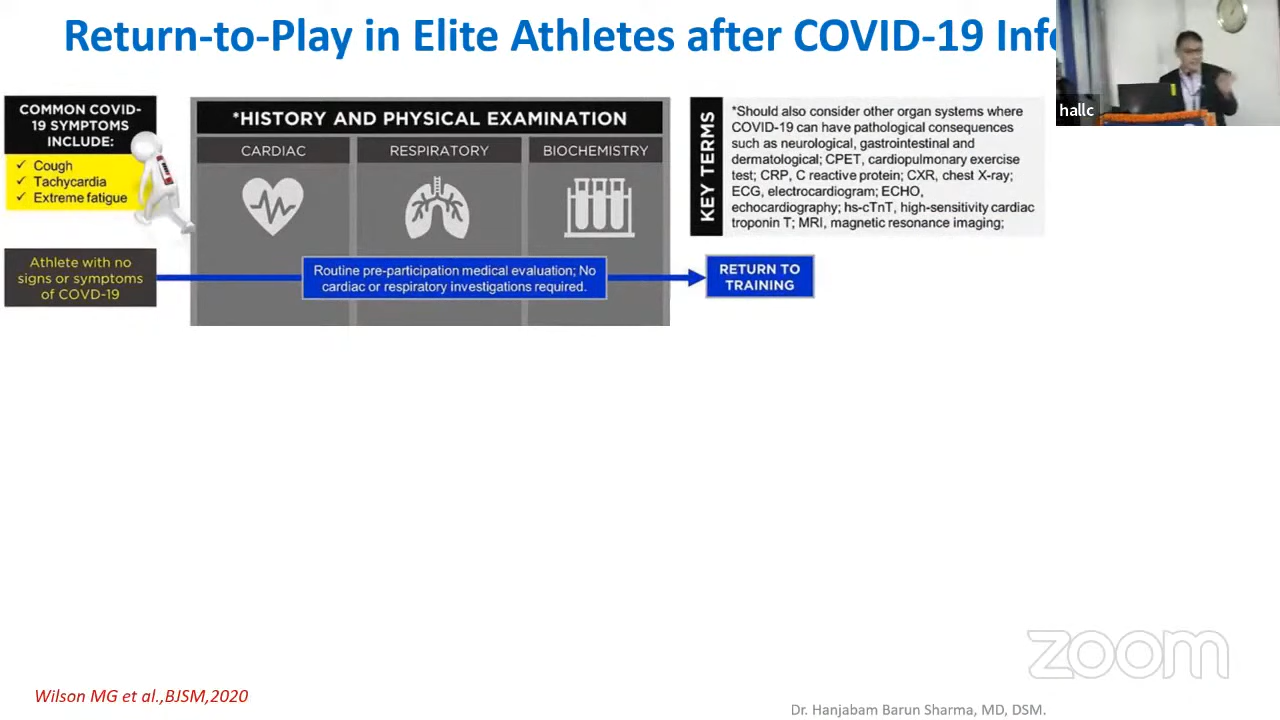 Return-to-Play in Elite Athletes after COVID-19
hallc
COMMON COVID-
19 SYMPTOMS
INCLUDE:
✓ Cough
✓ Tachycardia
✓ Extreme fatigue
*HISTORY AND PHYSICAL EXAMINATION
CARDIAC
RESPIRATORY
BIOCHEMISTRY
KEY TERMS
*Should also consider other organ systems where
COVID-19 can have pathological consequences
such as neurological, gastrointestinal and
dermatological; CPET, cardiopulmonary exercise
test; CRP, C reactive protein; CXR, chest X-ray;
ECG, electrocardiogram; ECHO,
echocardiography; hs-cTnT, high-sensitivity cardiac
troponin T; MRI, magnetic resonance imaging;
Athlete with no
signs or symptoms
of COVD-19
Routine pre-participation medical evaluation; No
cardiac or respiratory investigations required.
RETURN TO
TRAINING
zoom
Wilson MG et al.,BJSM,2020
Dr. Hanjabam Barun Sharma, MD, DSM.